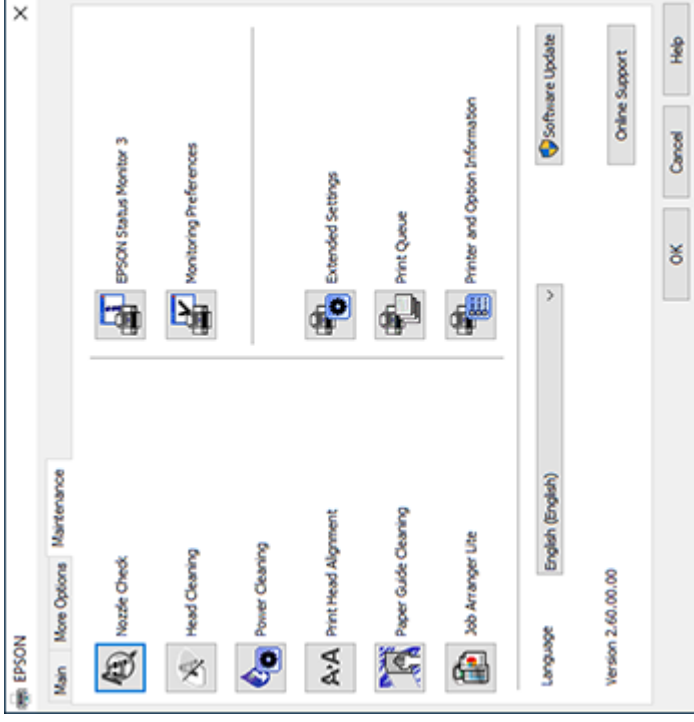 EPSON
Main More Options Maintenance
Nozzle Check
Head Cleaning
Power Cleaning
Print Head Alignment
Paper Guide Cleaning
Job Arranger Lite
EPSON Status Monitor 3
Monitoring Preferences
Extended Settings
Print Queue
Printer and Option Information
Language English (English) Software Update
Version 2.60.00.00 Online Support
OK Cancel Help